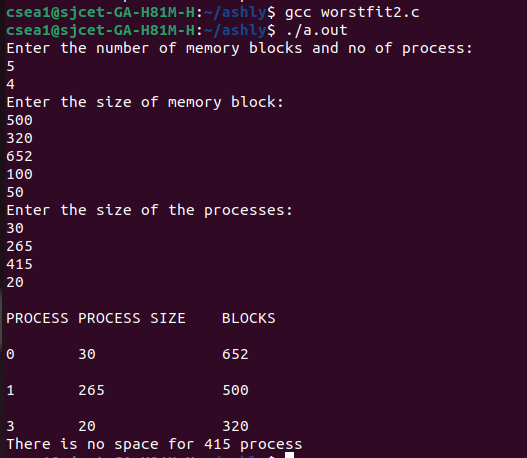 csea1@sjcet-GA-H81M-H:~/ashly$ gcc worstfit2.c
csea1@sjcet-GA-H81M-H:~/ashly$ ./a.out
Enter the number of memory blocks and no of process:
5
4
Enter the size of memory block:
500
320
652
100
50
Enter the size of the processes:
30
265
415
20
PROCESS PROCESS SIZE    BLOCKS
0       30              652
1       265             500
3       20              320
There is no space for 415 process